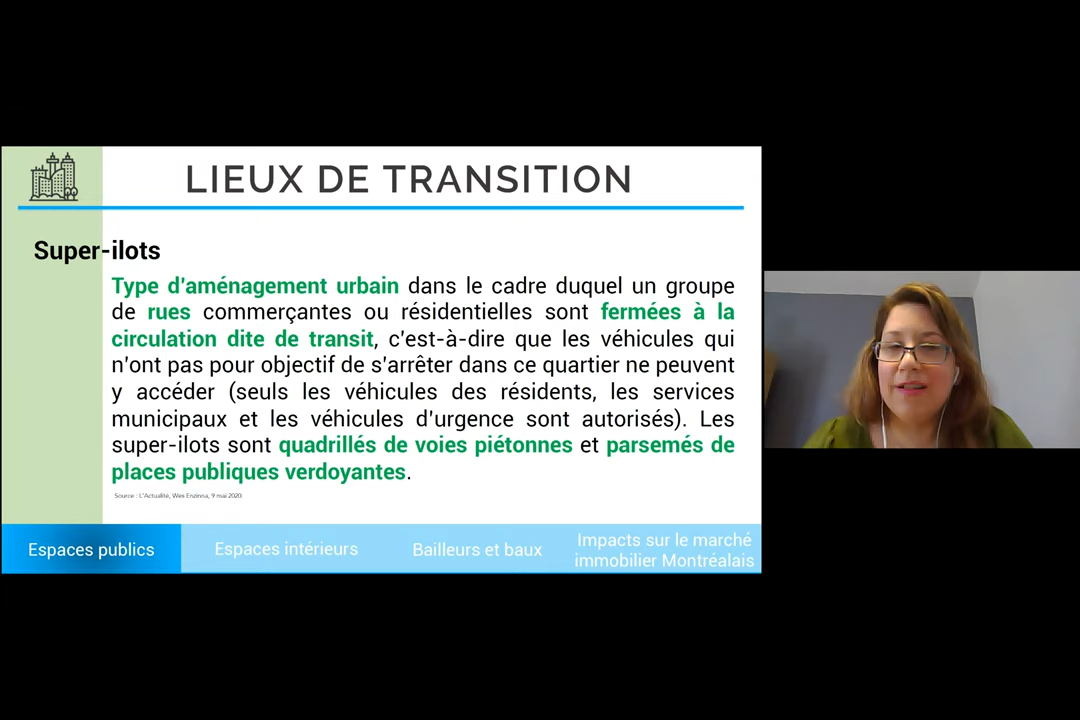 LIEUX DE TRANSITION
Super-ilots
Type d'aménagement urbain dans le cadre duquel un groupe
de rues commerçantes ou résidentielles sont fermées à la
circulation dite de transit, c'est-à-dire que les véhicules qui
n'ont pas pour objectif de s'arrêter dans ce quartier ne peuvent
y accéder (seuls les véhicules des résidents, les services
municipaux et les véhicules d'urgence sont autorisés). Les
super-ilots sont quadrillés de voies piétonnes et parsemés de
places publiques verdoyantes.
Source : L'Actualité, Wes Enzinna, 9 mai 2020
Espaces publics
Espaces intérieurs
Bailleurs et baux
Impacts sur le marché
immobilier Montréalais